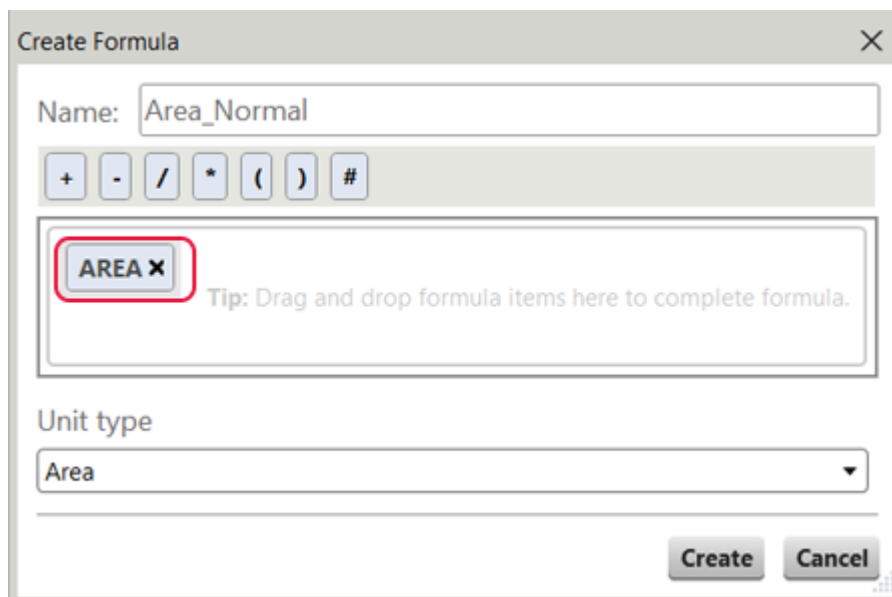 Create Formula
Name: Area_Normal
+ - / * ( ) #
AREA ×
Tip: Drag and drop formula items here to complete formula.
Unit type
Area
Create Cancel